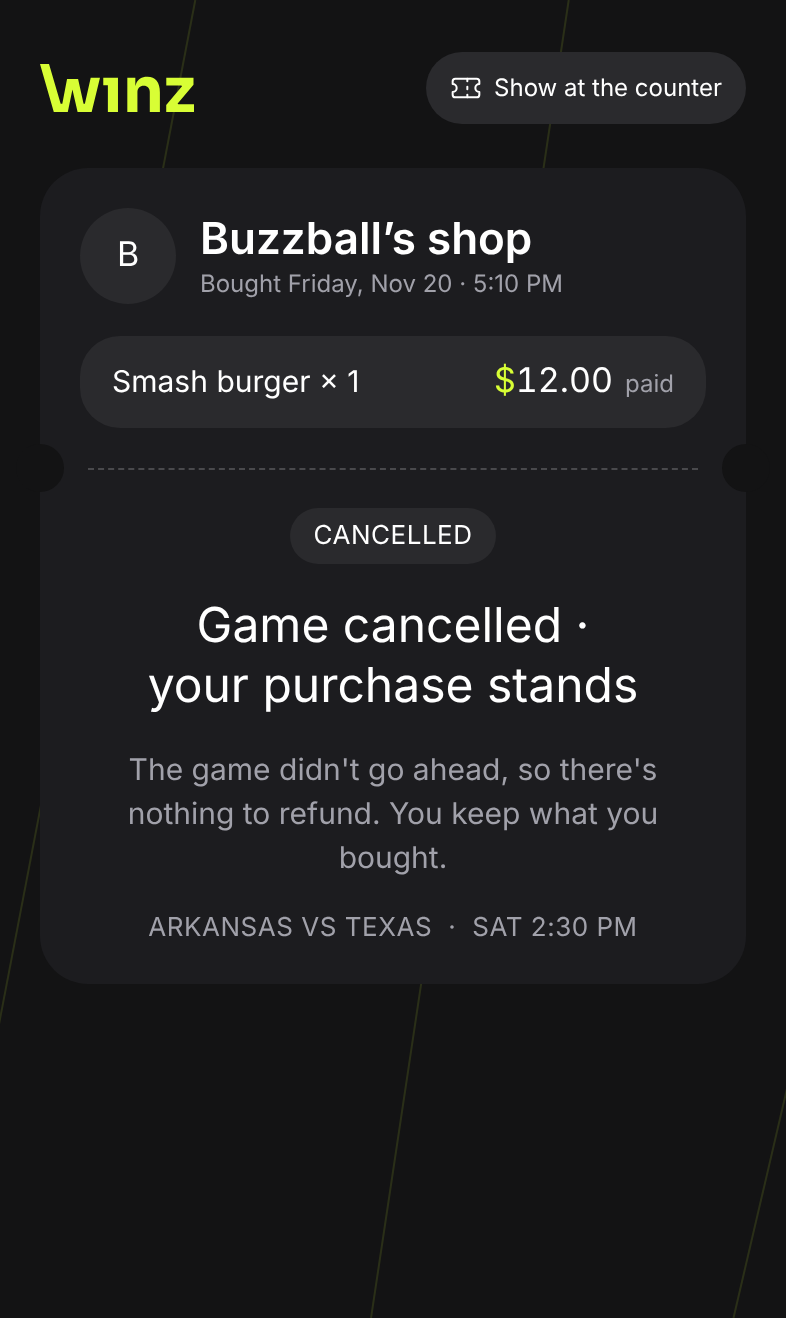 wınz
Show at the counter
B
Buzzball’s shop
Bought Friday, Nov 20 · 5:10 PM
Smash burger × 1
$12.00 paid
CANCELLED
Game cancelled ·
your purchase stands
The game didn't go ahead, so there's
nothing to refund. You keep what you
bought.
ARKANSAS VS TEXAS · SAT 2:30 PM